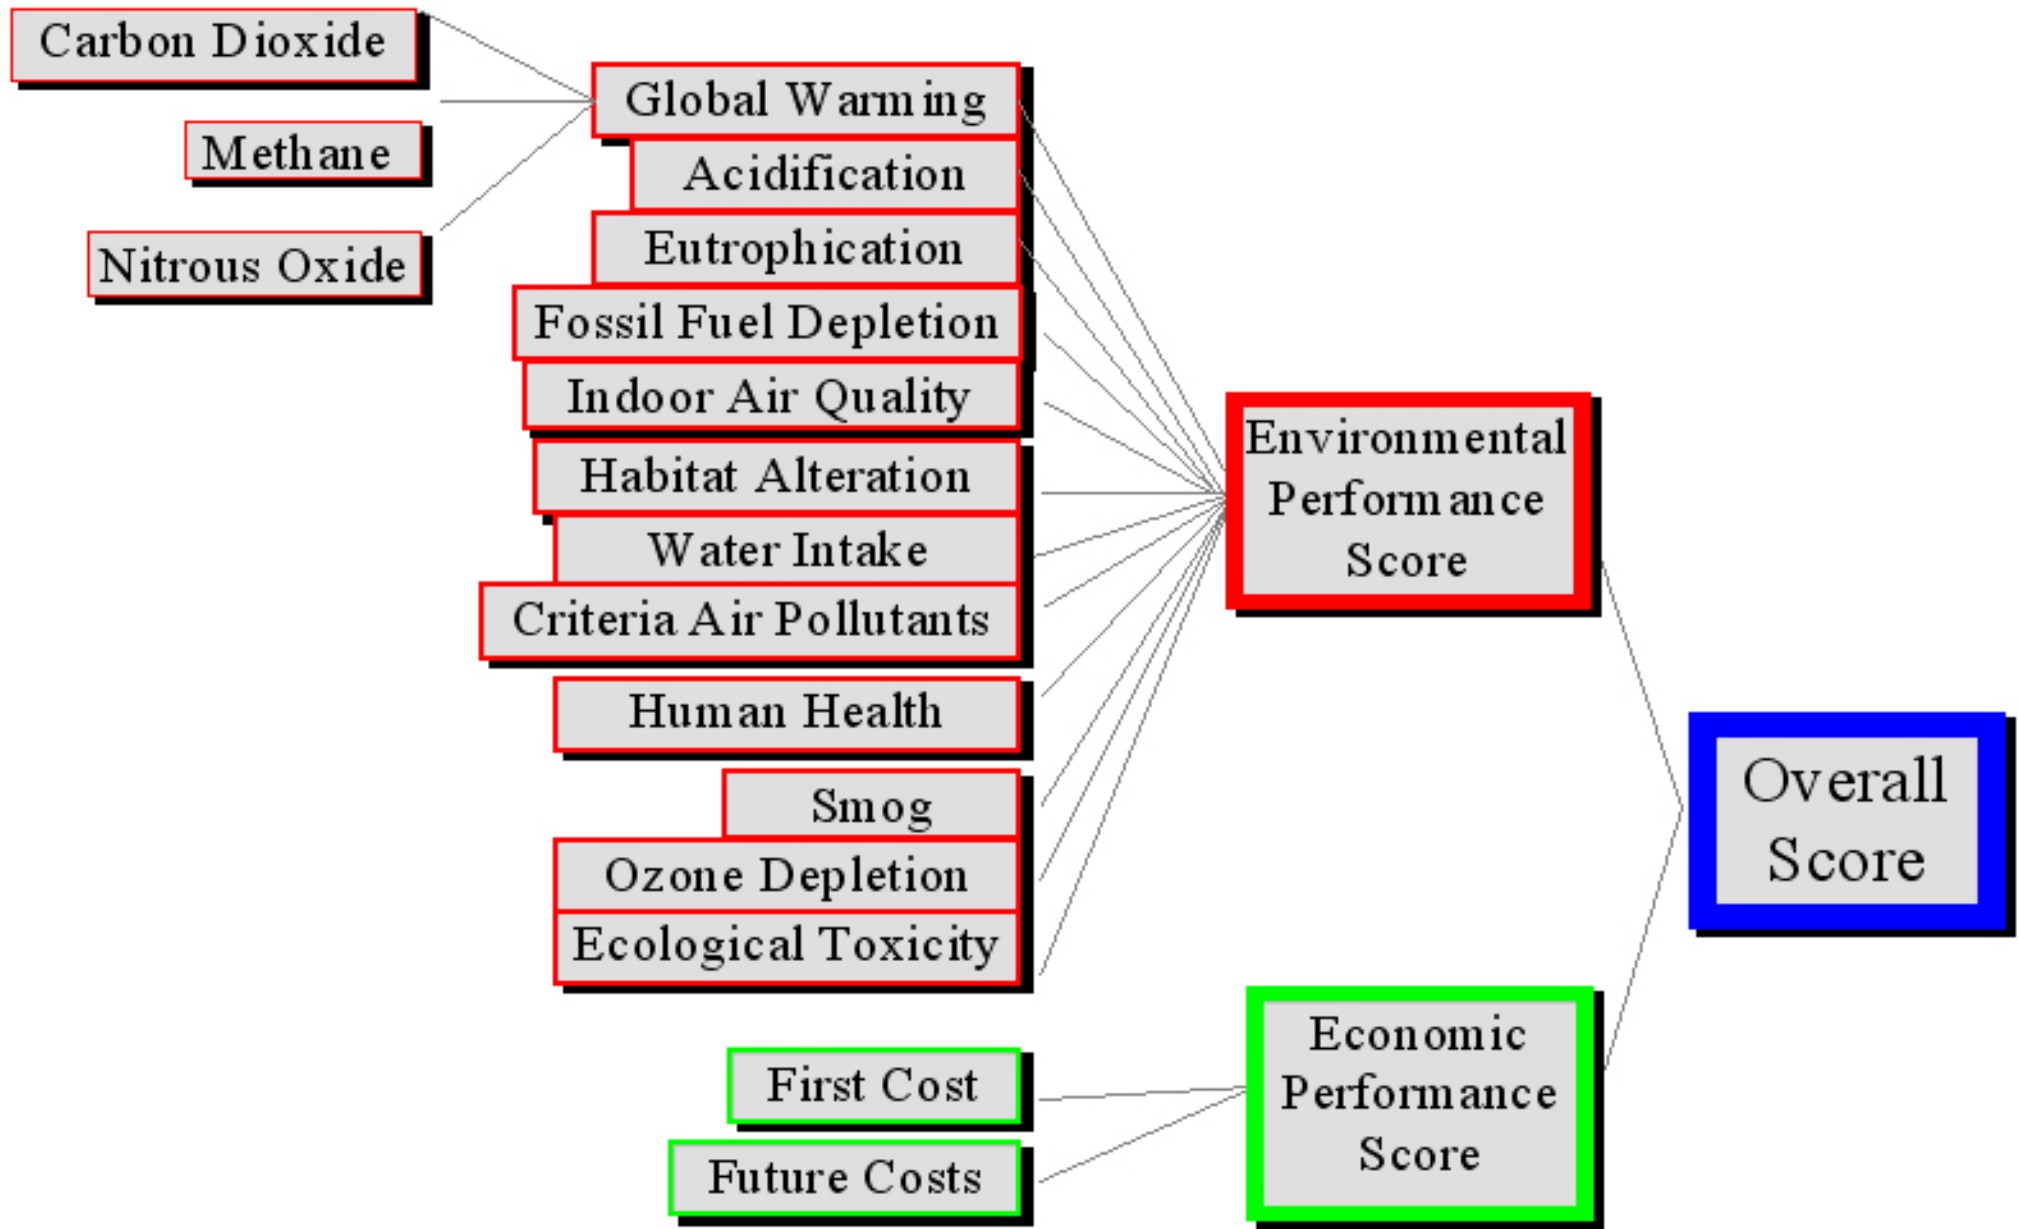 Carbon Dioxide
Methane
Nitrous Oxide
Global Warming
Acidification
Eutrophication
Fossil Fuel Depletion
Indoor Air Quality
Habitat Alteration
Water Intake
Criteria Air Pollutants
Human Health
Smog
Ozone Depletion
Ecological Toxicity
First Cost
Future Costs
Environmental
Performance
Score
Economic
Performance
Score
Overall
Score